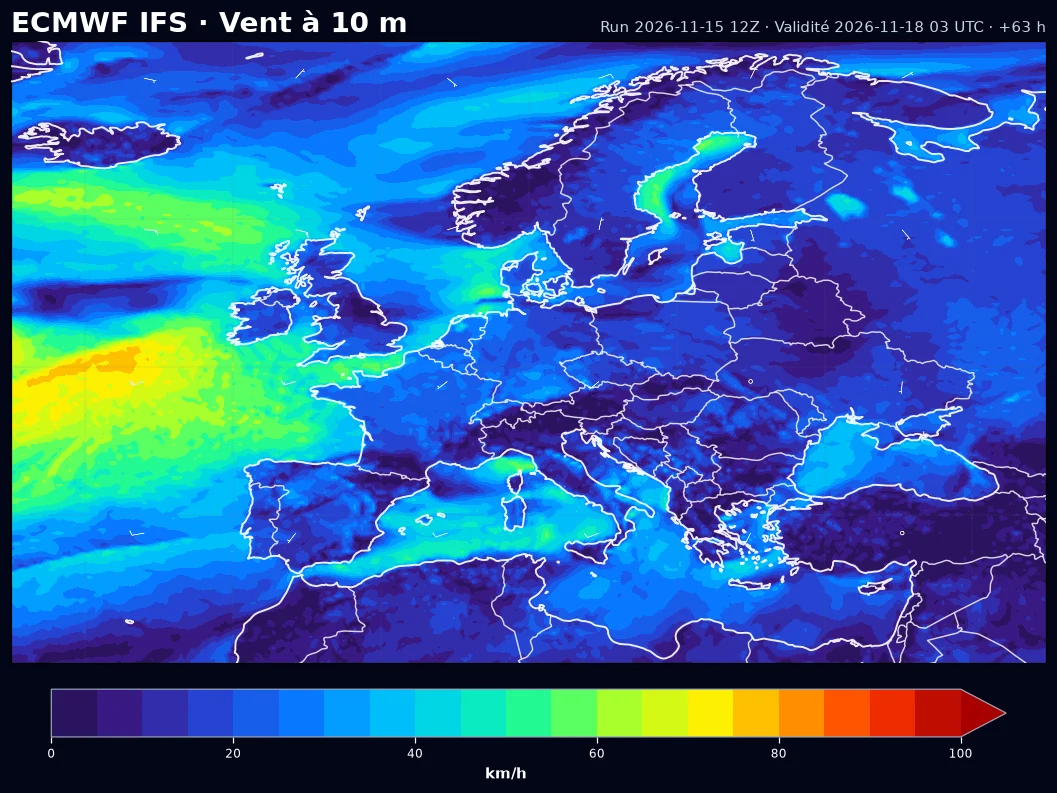 ECMWF IFS · Vent à 10 m
Run 2026-11-15 12Z · Validité 2026-11-18 03 UTC · +63 h
0 20 40 60 80 100
km/h